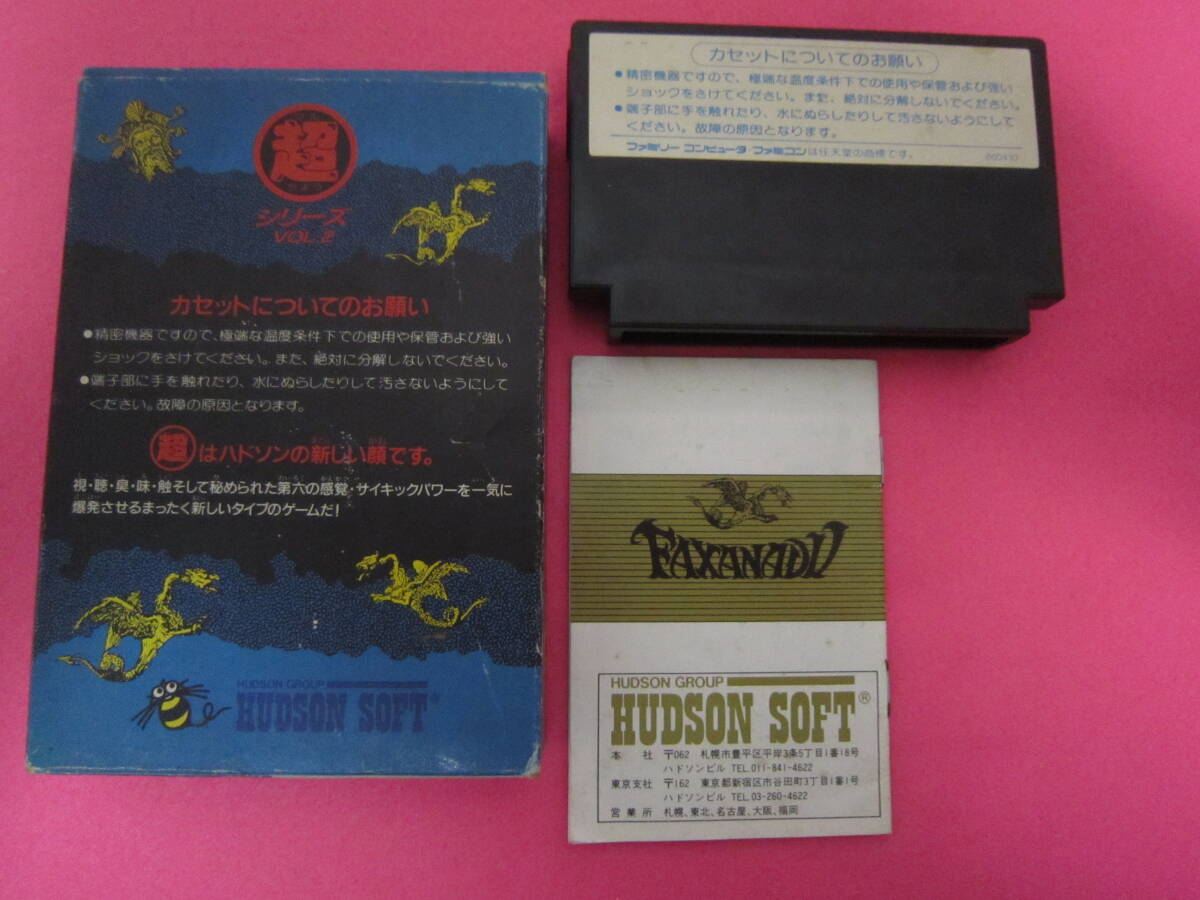 超
シリーズ
VOL.2
カセットについてのお願い
●精密機器ですので、極端な温度条件下での使用や保管および強い
ショックをさけてください。また、絶対に分解しないでください。
●端子部に手を触れたり、水にぬらしたりして汚さないようにして
ください。故障の原因となります。
超はハドソンの新しい顔です。
視・聴・臭・味・触そして秘められた第六の感覚・サイキックパワーを一気に
爆発させるまったく新しいタイプのゲームだ!
HUDSON GROUP
HUDSON SOFT
カセットについてのお願い
●精密機器ですので、極端な温度条件下での使用や保管および強い
ショックをさけてください。また、絶対に分解しないでください。
●端子部に手を触れたり、水にぬらしたりして汚さないようにして
ください。故障の原因となります。
ファミリー コンピュータ・ファミコンは任天堂の商標です。
FAXANADU
HUDSON GROUP
HUDSON SOFT®
本 社 〒062 札幌市豊平区平岸3条5丁目1番18号
ハドソンビル TEL.011-841-4622
東京支社 〒162 東京都新宿区市谷田町3丁目1番1号
ハドソンビル TEL.03-260-4622
営業所 札幌、東北、名古屋、大阪、福岡